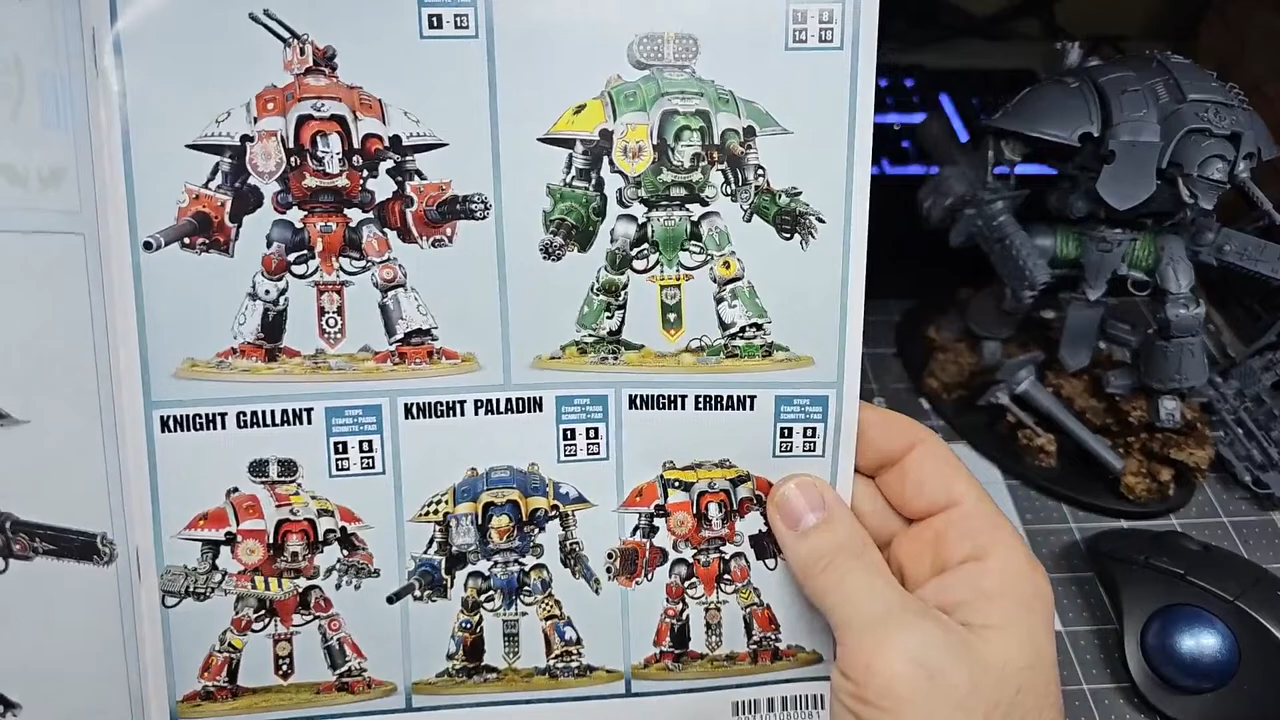 1 - 13
1 - 8;
14 - 18
KNIGHT GALLANT
STEPS
ÉTAPES • PASOS
SCHRITTE • FASI
1 - 8;
19 - 21
KNIGHT PALADIN
STEPS
ÉTAPES • PASOS
SCHRITTE • FASI
1 - 8;
22 - 26
KNIGHT ERRANT
STEPS
ÉTAPES • PASOS
SCHRITTE • FASI
1 - 8;
27 - 31